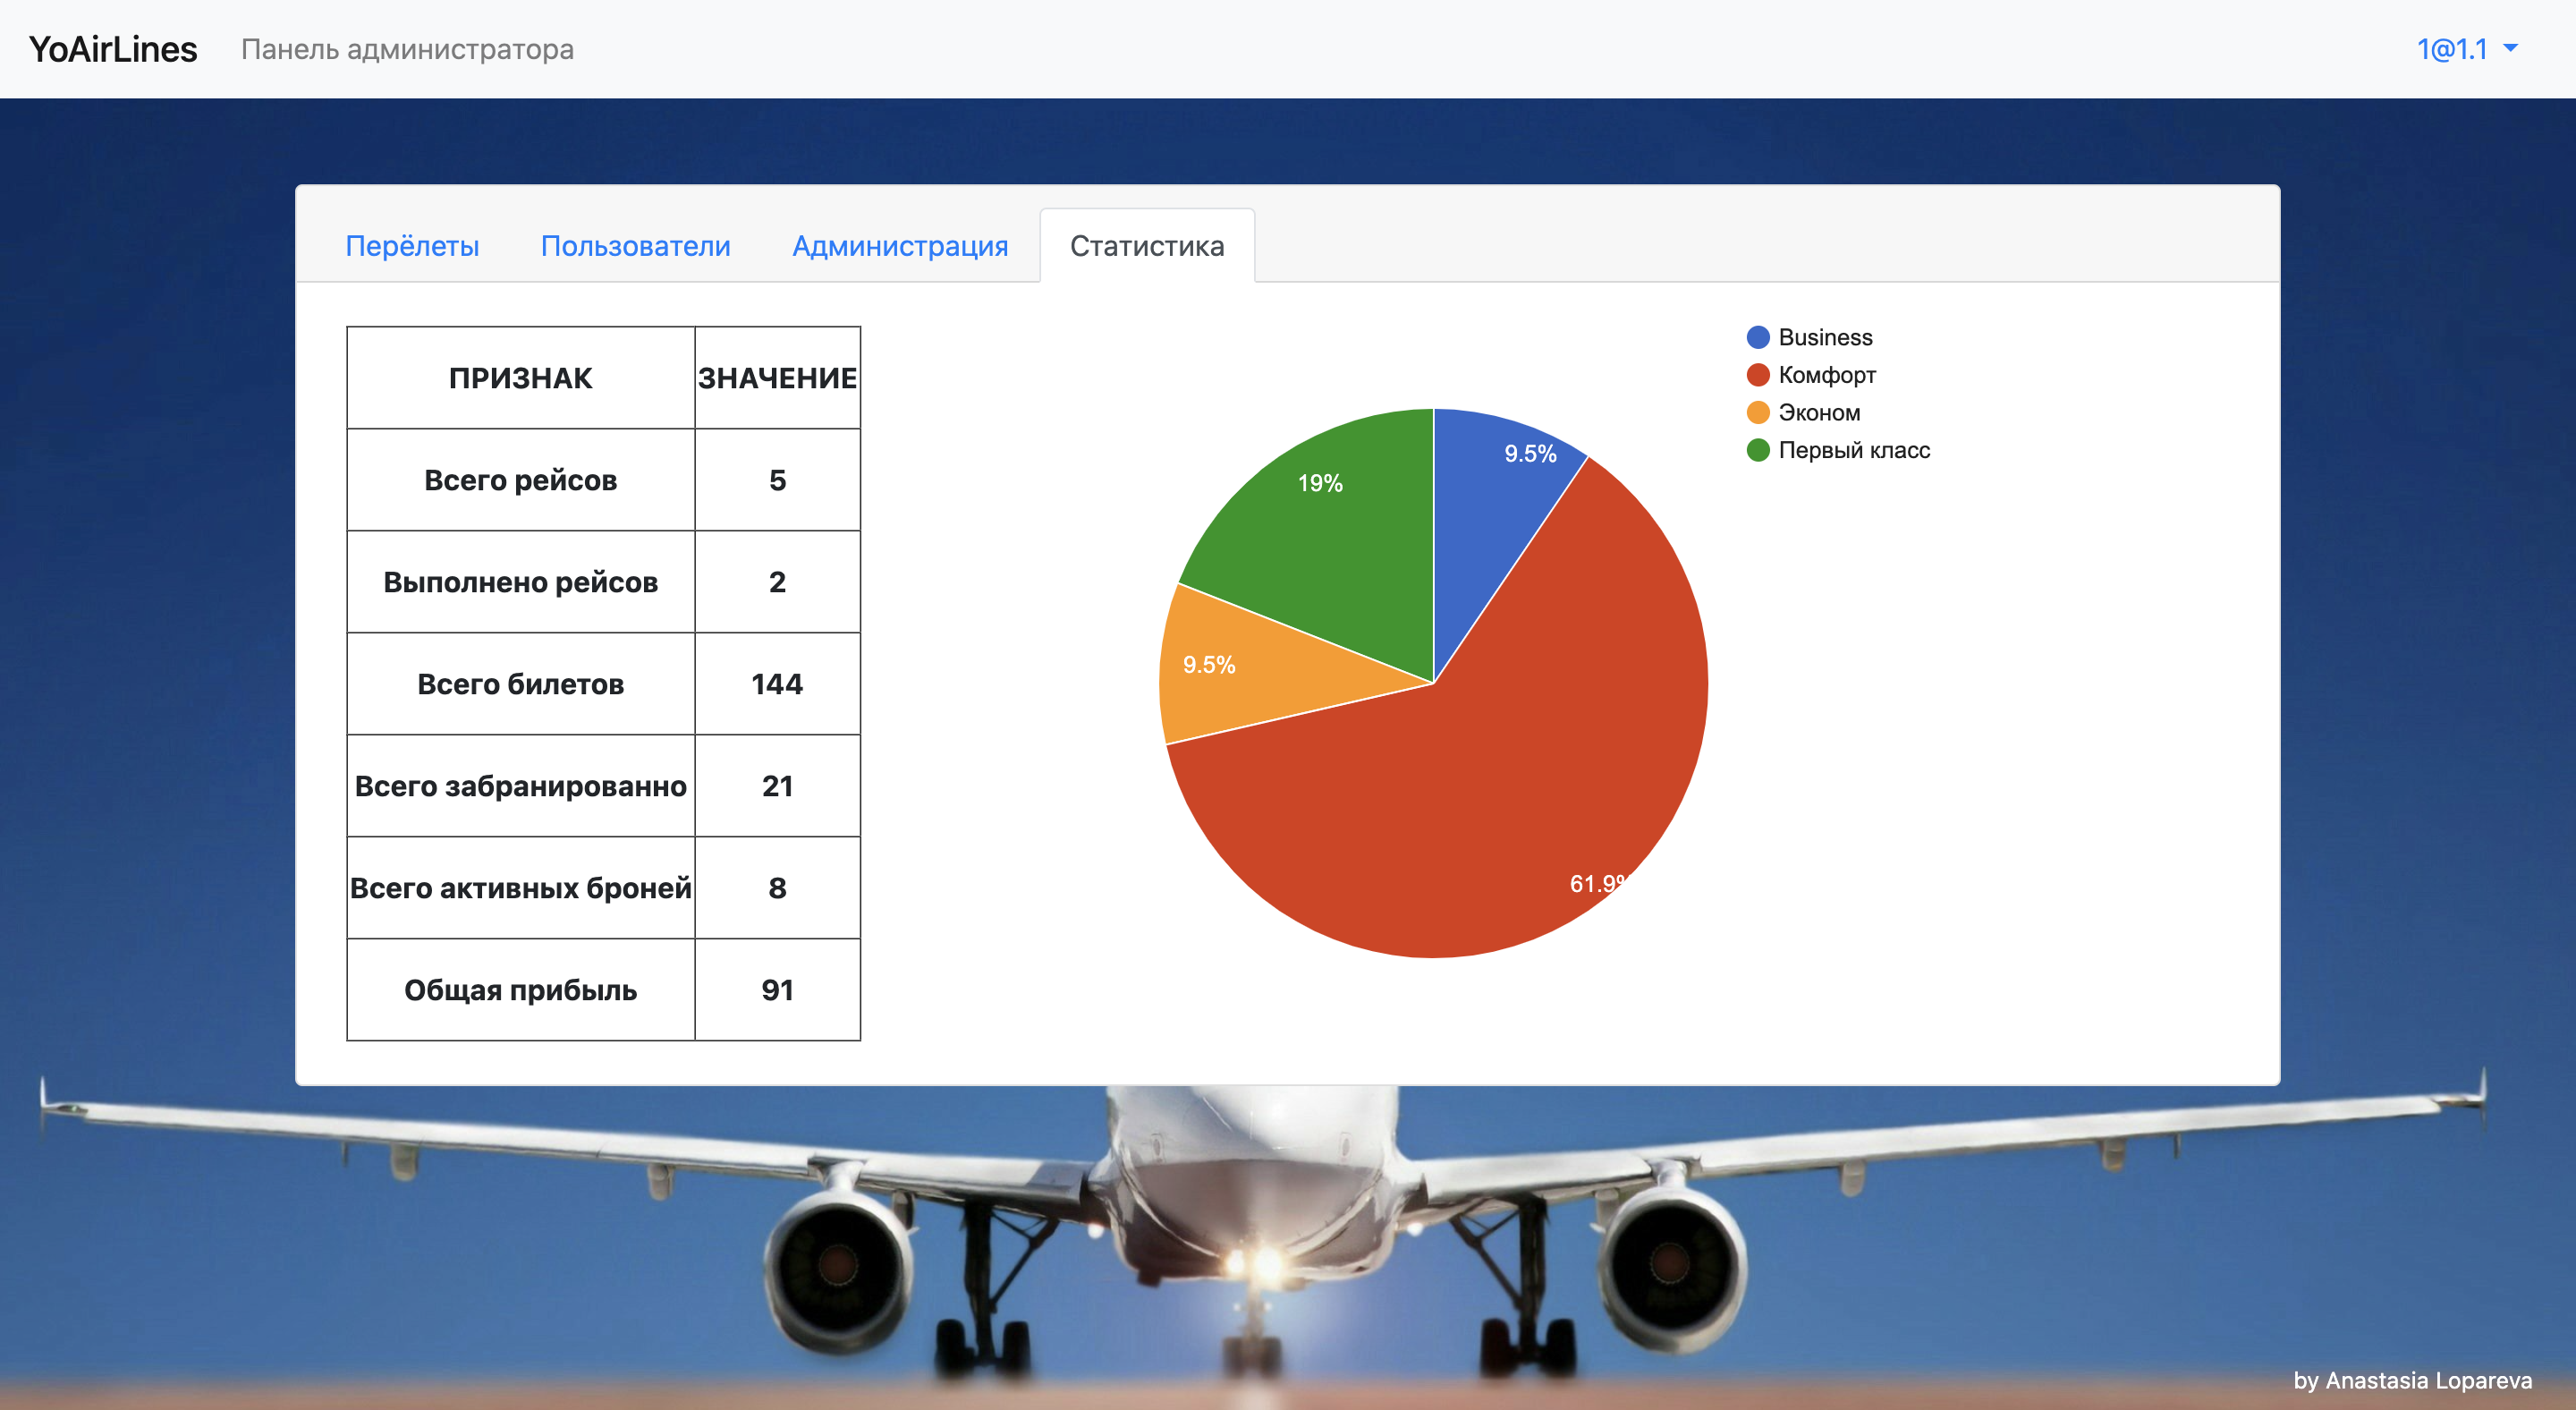 YoAirLines Панель администратора 1@1.1
Перёлеты Пользователи Администрация Статистика
ПРИЗНАК ЗНАЧЕНИЕ
Всего рейсов 5
Выполнено рейсов 2
Всего билетов 144
Всего забранированно 21
Всего активных броней 8
Общая прибыль 91
Business
Комфорт
Эконом
Первый класс
9.5%
19%
9.5%
61.9%
by Anastasia Lopareva